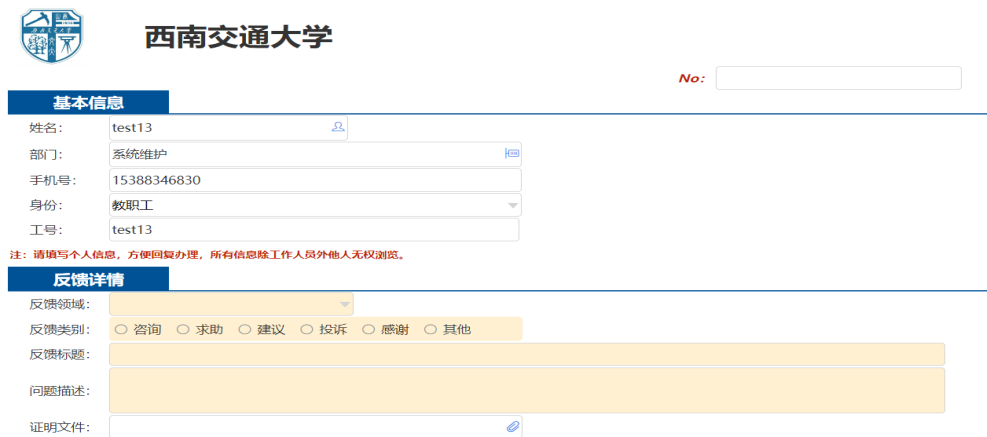 西南交通大学
No:
基本信息
姓名: test13
部门: 系统维护
手机号: 15388346830
身份: 教职工
工号: test13
注: 请填写个人信息, 方便回复办理, 所有信息除工作人员外他人无权浏览。
反馈详情
反馈领域:
反馈类别: 咨询 求助 建议 投诉 感谢 其他
反馈标题:
问题描述:
证明文件: